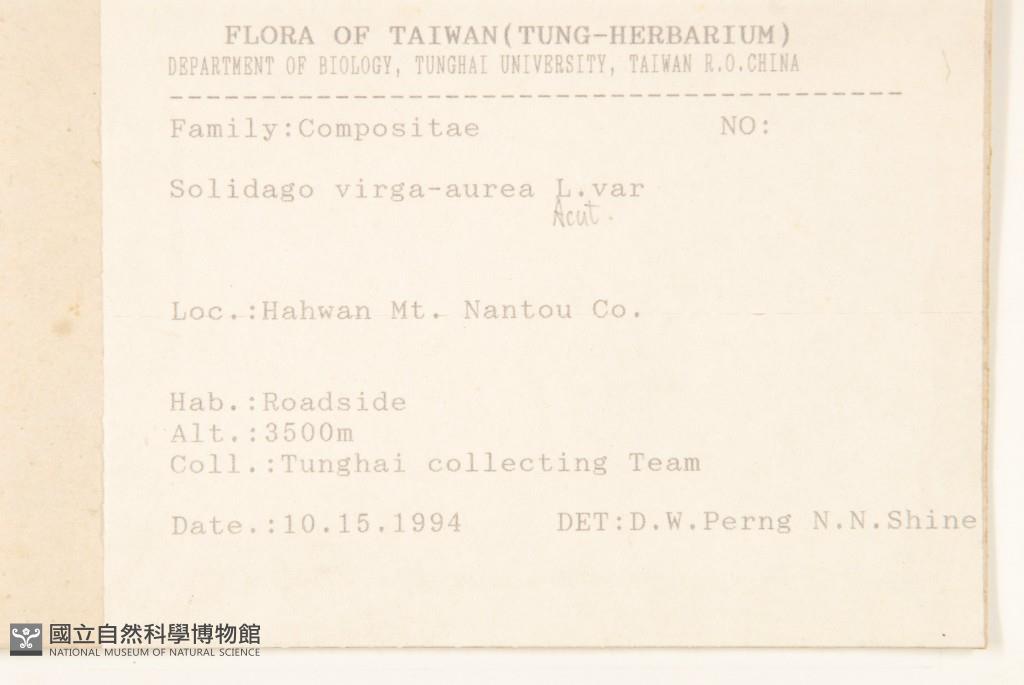 FLORA OF TAIWAN(TUNG-HERBARIUM)
DEPARTMENT OF BIOLOGY, TUNGHAI UNIVERSITY, TAIWAN R.O.CHINA
Family:Compositae NO:
Solidago virga-aurea L.var
Acut.
Loc.:Hahwan Mt. Nantou Co.
Hab.:Roadside
Alt.:3500m
Coll.:Tunghai collecting Team
Date.:10.15.1994 DET:D.W.Perng N.N.Shine
國立自然科學博物館
NATIONAL MUSEUM OF NATURAL SCIENCE